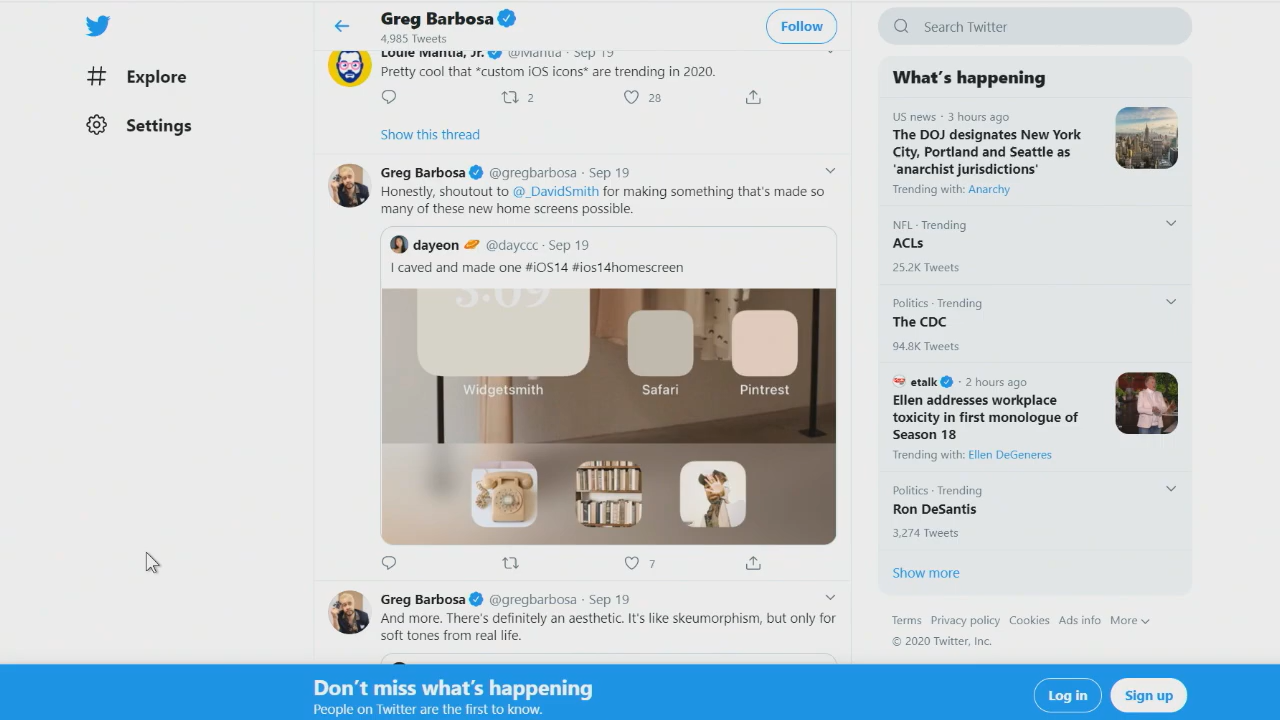 Explore
Settings
Greg Barbosa
4,985 Tweets
Follow
Louie Mantia, Jr. @Mantia · Sep 19
Pretty cool that *custom iOS icons* are trending in 2020.
2
28
Show this thread
Greg Barbosa @gregbarbosa · Sep 19
Honestly, shoutout to @_DavidSmith for making something that's made so
many of these new home screens possible.
dayeon @dayccc · Sep 19
I caved and made one #iOS14 #ios14homescreen
3:09
Widgetsmith
Safari
Pintrest
7
Greg Barbosa @gregbarbosa · Sep 19
And more. There's definitely an aesthetic. It's like skeumorphism, but only for
soft tones from real life.
Search Twitter
What's happening
US news · 3 hours ago
The DOJ designates New York
City, Portland and Seattle as
'anarchist jurisdictions'
Trending with: Anarchy
NFL · Trending
ACLs
25.2K Tweets
Politics · Trending
The CDC
94.8K Tweets
etalk · 2 hours ago
Ellen addresses workplace
toxicity in first monologue of
Season 18
Trending with: Ellen DeGeneres
Politics · Trending
Ron DeSantis
3,274 Tweets
Show more
Terms Privacy policy Cookies Ads info More
© 2020 Twitter, Inc.
Don't miss what's happening
People on Twitter are the first to know.
Log in
Sign up